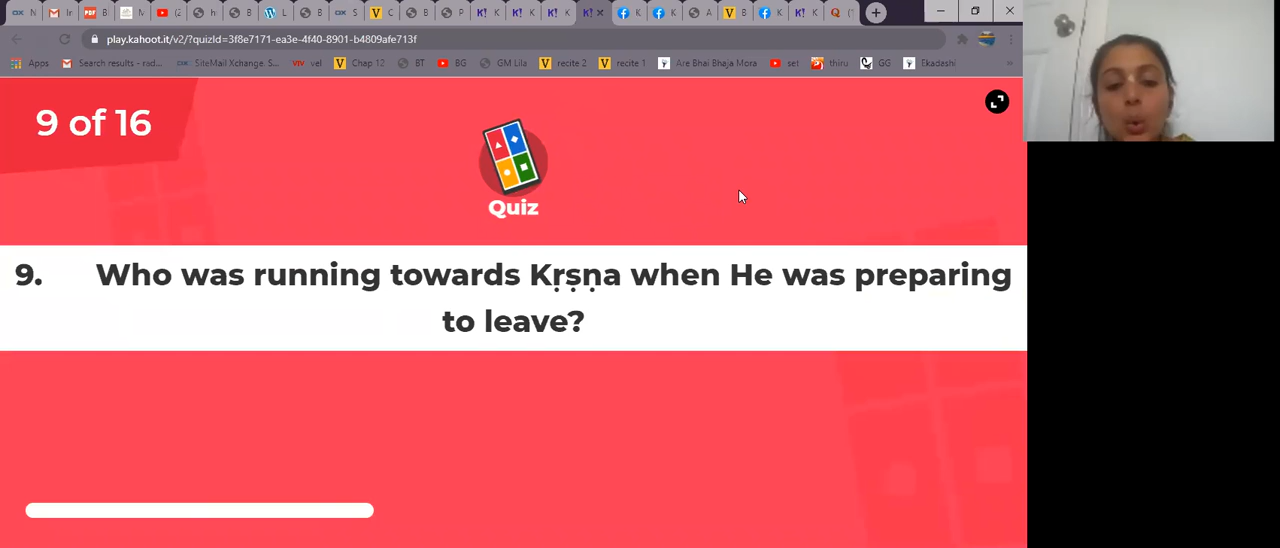 play.kahoot.it/v2/?quizId=3f8e7171-ea3e-4f40-8901-b4809afe713f
Apps Search results - rad... SiteMail Xchange. S... vel Chap 12 BT BG GM Lila recite 2 recite 1 Are Bhai Bhaja Mora set thiru GG Ekadashi »
9 of 16
Quiz
9. Who was running towards Kṛṣṇa when He was preparing
to leave?